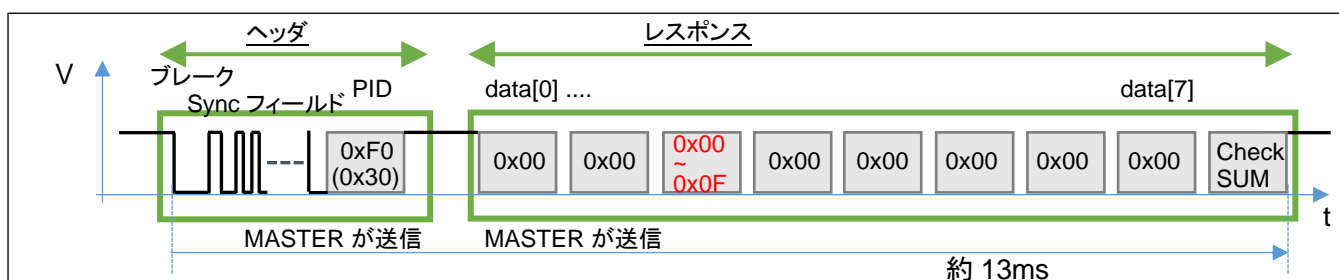 ヘッダ
レスポンス
V
ブレーク
Sync フィールド
PID
data[0] ....
data[7]
0xF0
(0x30)
0x00
0x00
0x00
~
0x0F
0x00
0x00
0x00
0x00
0x00
Check
SUM
t
MASTER が送信
MASTER が送信
約 13ms